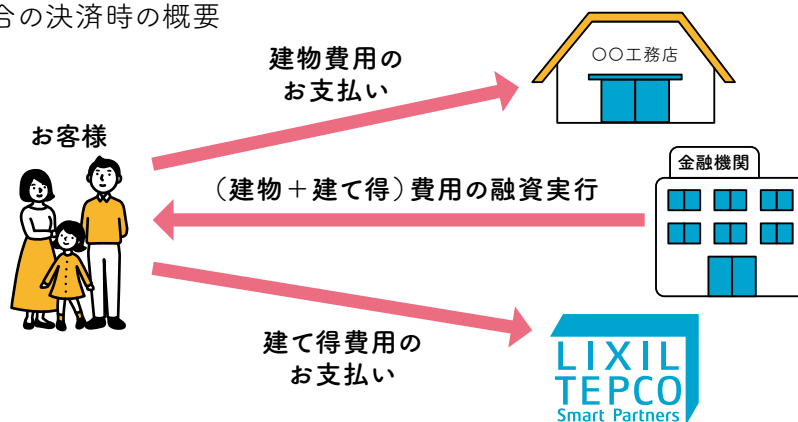 合の決済時の概要
建物費用の
お支払い
〇〇工務店
お客様
金融機関
（建物＋建て得）費用の融資実行
建て得費用の
お支払い
LIXIL
TEPCO
Smart Partners